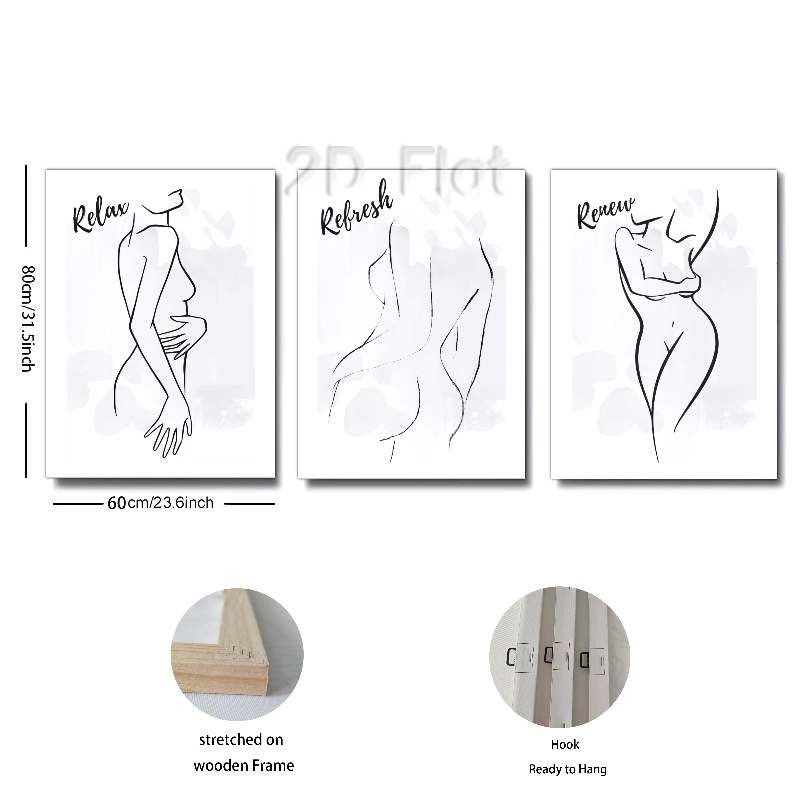 2D Flat
Relax
Refresh
Renew
80cm/31.5inch
60cm/23.6inch
stretched on
wooden Frame
Hook
Ready to Hang